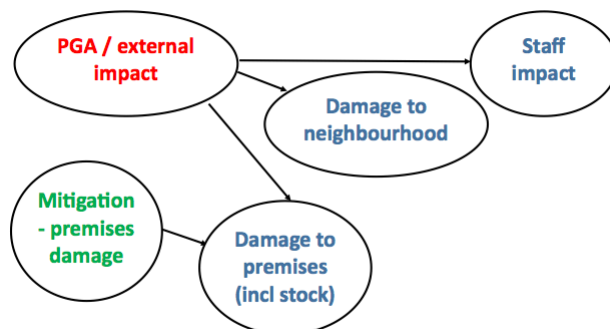 PGA / external
impact
Staff
impact
Damage to
neighbourhood
Mitigation
- premises
damage
Damage to
premises
(incl stock)